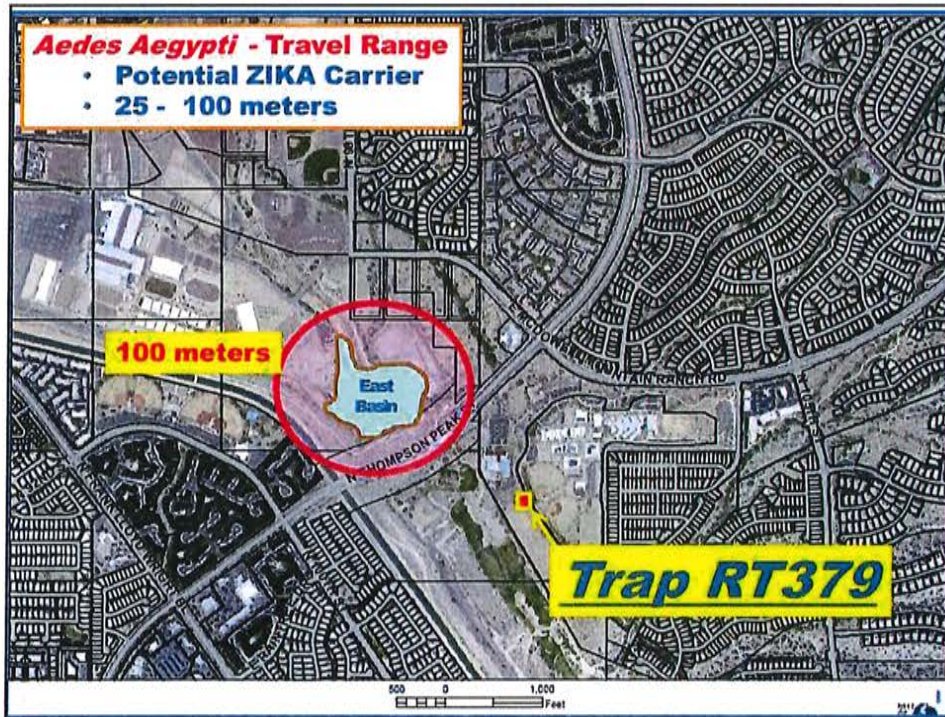 Aedes Aegypti - Travel Range
• Potential ZIKA Carrier
• 25 - 100 meters
100 meters
East
Basin
N THOMPSON PEAK
Trap RT379
500 0 1,000
Feet